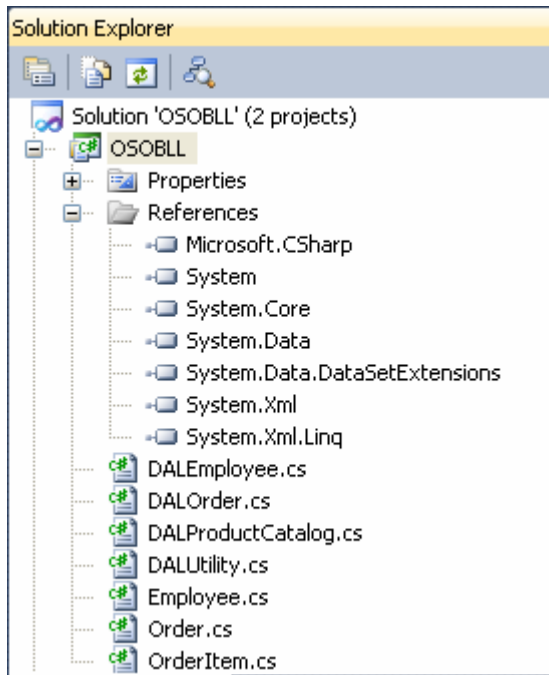 Solution Explorer
Solution 'OSOBLL' (2 projects)
OSOBLL
Properties
References
Microsoft.CSharp
System
System.Core
System.Data
System.Data.DataSetExtensions
System.Xml
System.Xml.Linq
DALEmployee.cs
DALOrder.cs
DALProductCatalog.cs
DALUtility.cs
Employee.cs
Order.cs
OrderItem.cs